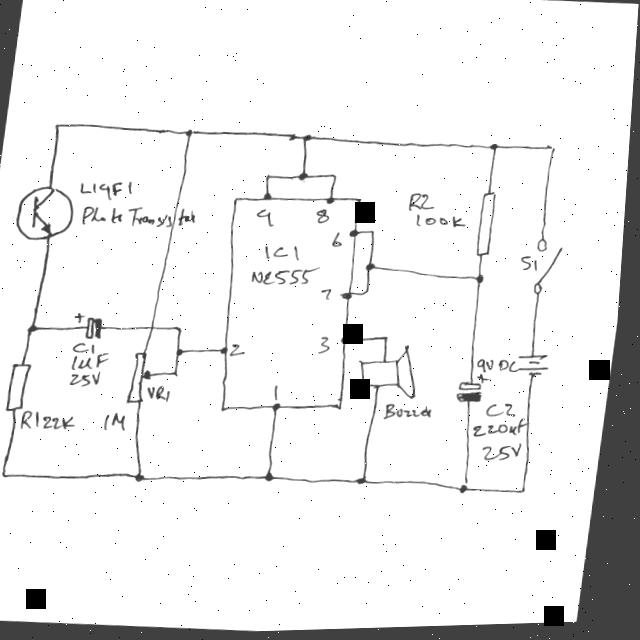 L14F1
Photo Transistor
4
8
R2
100K
6
IC1
NE555
S1
7
+
C1
1uF
25V
2
3
9V DC
+
VR1
1
Buzzer
C2
220uF
25V
R1 22K
1M